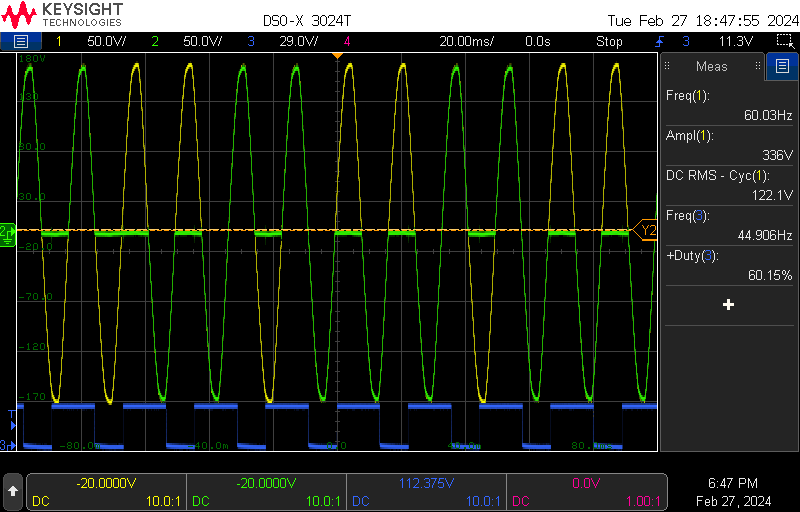 KEYSIGHT
TECHNOLOGIES
DSO-X 3024T
Tue Feb 27 18:47:55 2024
1 50.0V/ 2 50.0V/ 3 29.0V/ 4 20.00ms/ 0.0s Stop 3 11.3V
180V
130
80.0
30.0
-20.0
-70.0
-120
-170
Y2
-80.0
-40.0m
0.0
80.0m
Meas
Freq(1):
60.03Hz
Ampl(1):
336V
DC RMS - Cyc(1):
122.1V
Freq(3):
44.906Hz
+Duty(3):
60.15%
-20.0000V
DC 10.0:1
-20.0000V
DC 10.0:1
112.375V
DC 10.0:1
0.0V
DC 1.00:1
6:47 PM
Feb 27, 2024